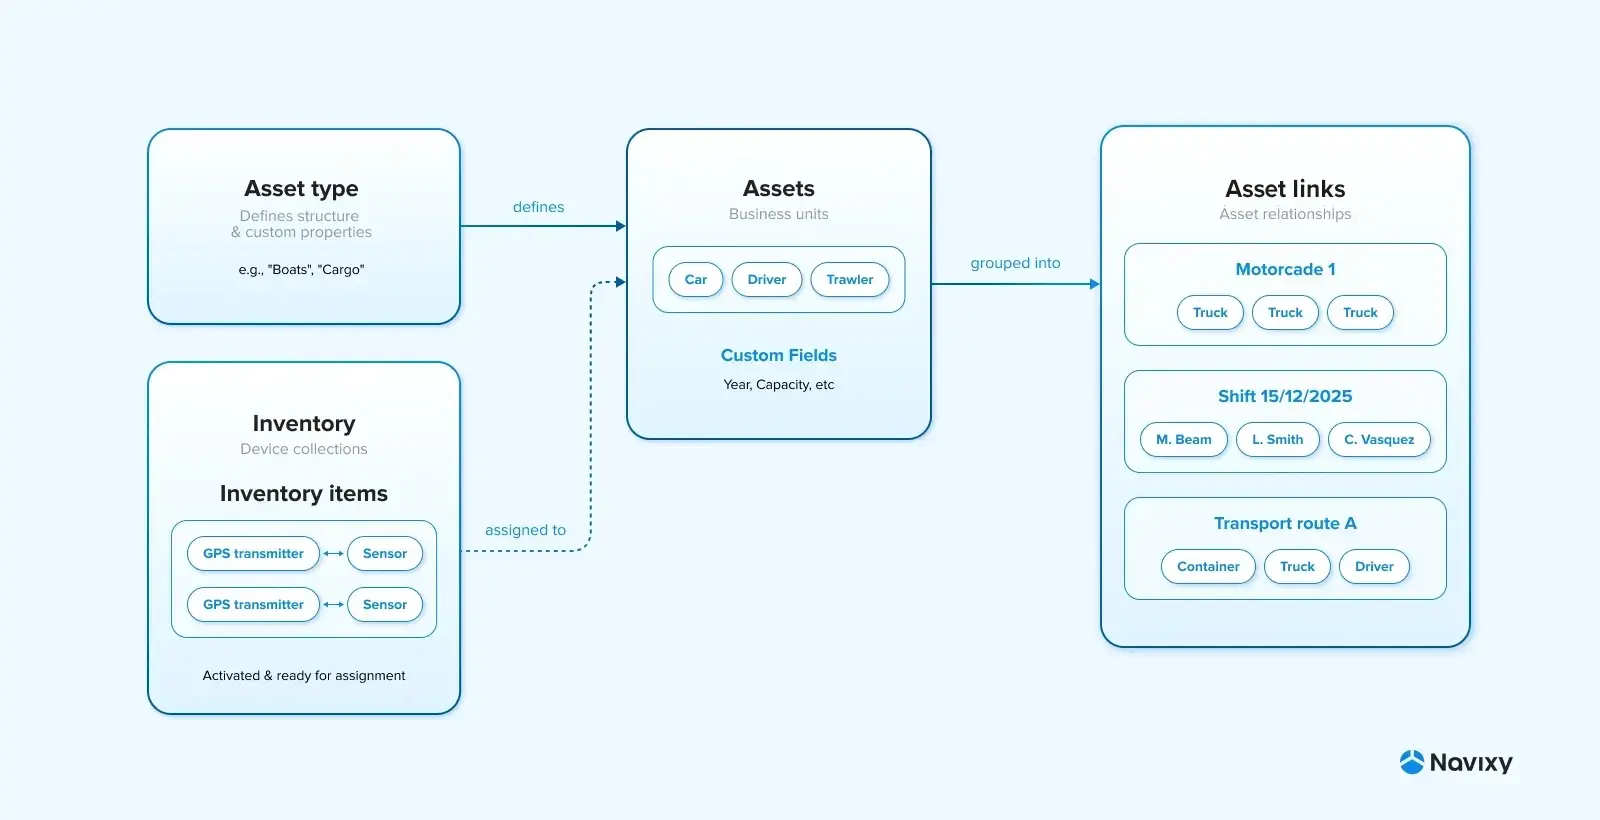 Asset type
Defines structure
& custom properties
e.g., "Boats", "Cargo"
defines
Inventory
Device collections
Inventory items
GPS transmitter
Sensor
GPS transmitter
Sensor
Activated & ready for assignment
assigned to
Assets
Business units
Car
Driver
Trawler
Custom Fields
Year, Capacity, etc
grouped into
Asset links
Asset relationships
Motorcade 1
Truck
Truck
Truck
Shift 15/12/2025
M. Beam
L. Smith
C. Vasquez
Transport route A
Container
Truck
Driver
Navixy